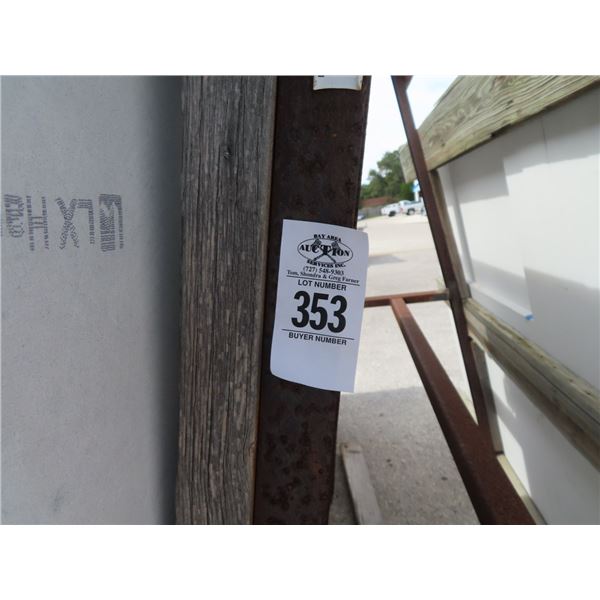 BAY AREA
AUCTION
SERVICES INC.
(727) 548-9303
Tom, Shondra & Greg Farner
LOT NUMBER
353
BUYER NUMBER